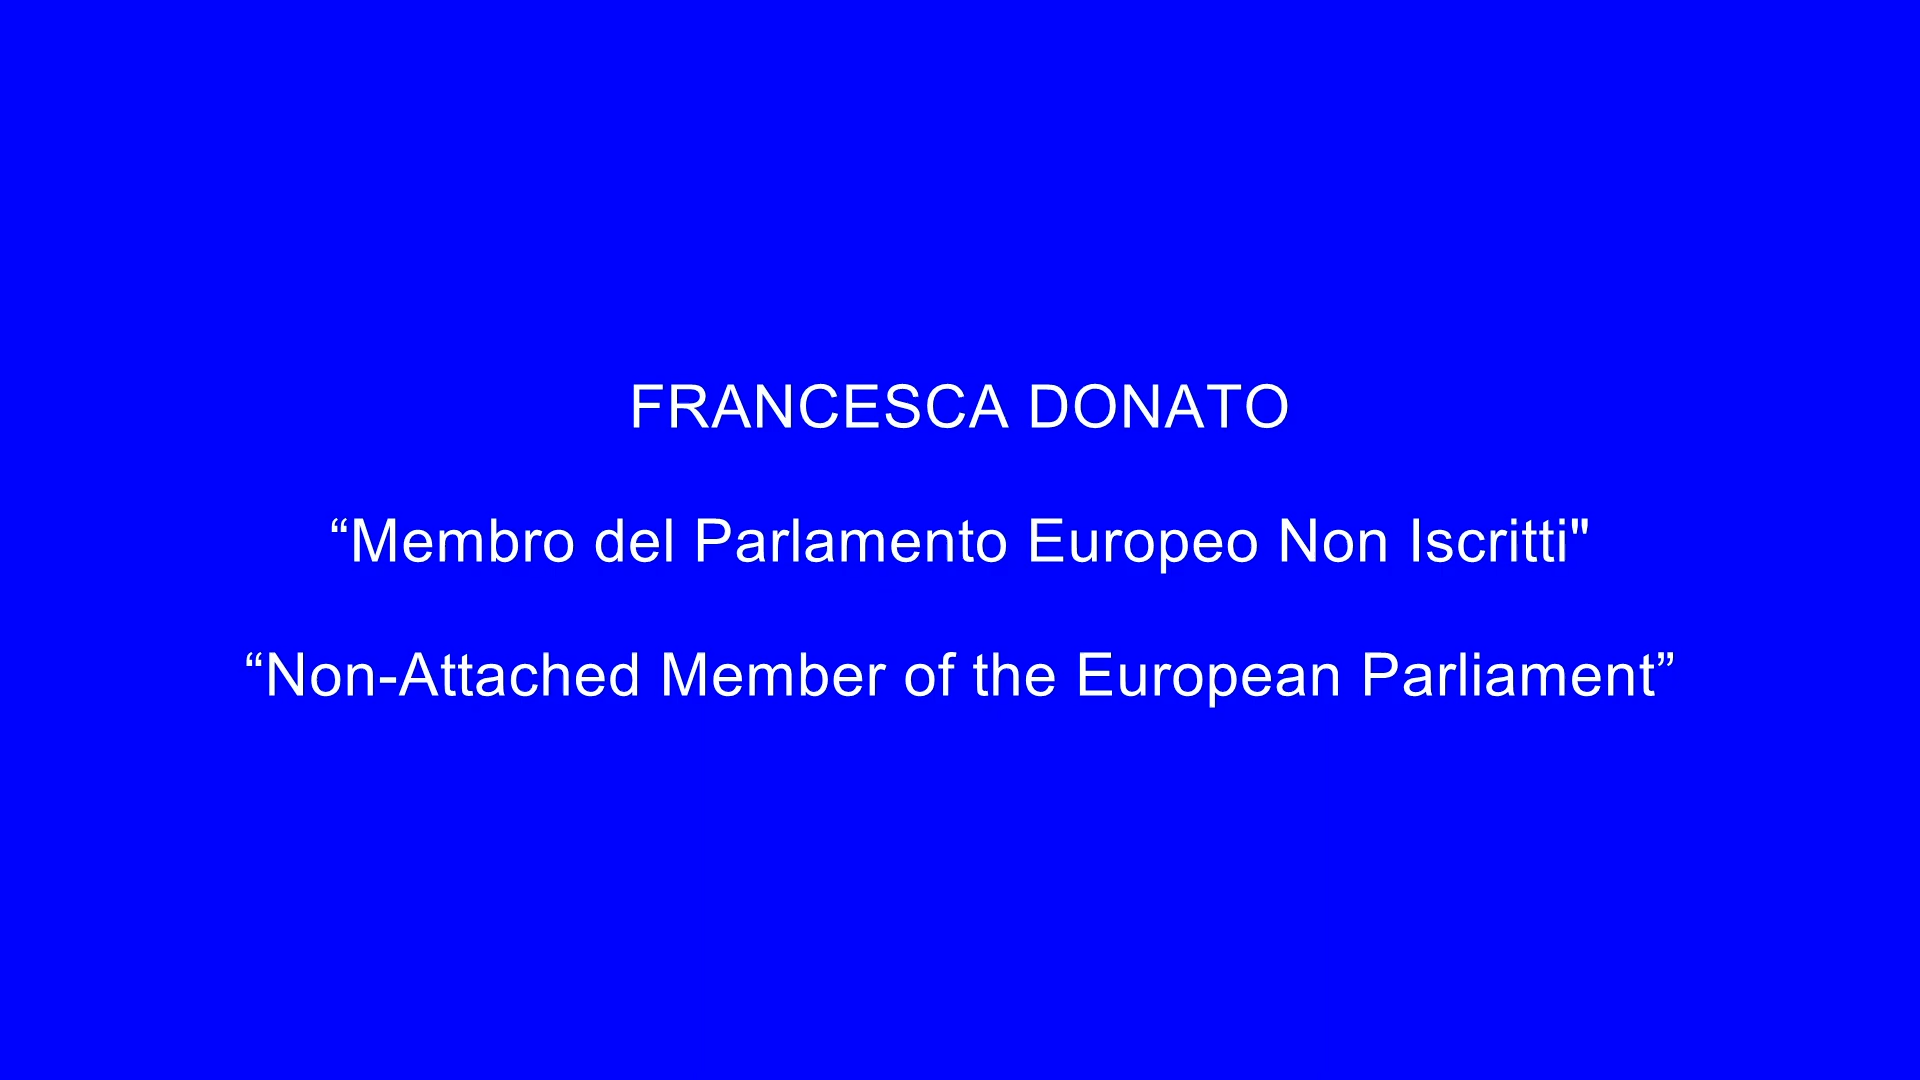 FRANCESCA DONATO
“Membro del Parlamento Europeo Non Iscritti"
“Non-Attached Member of the European Parliament”